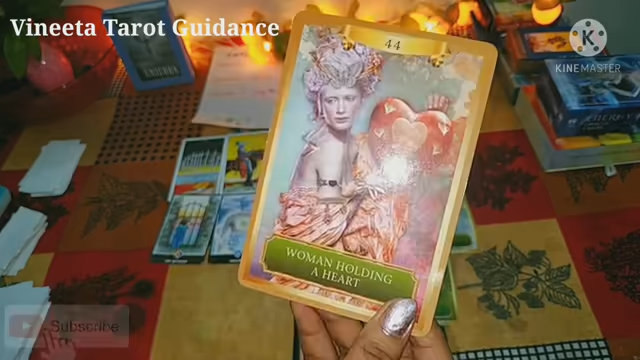 Vineeta Tarot Guidance
KINEMASTER
44
WOMAN HOLDING
A HEART
Subscribe